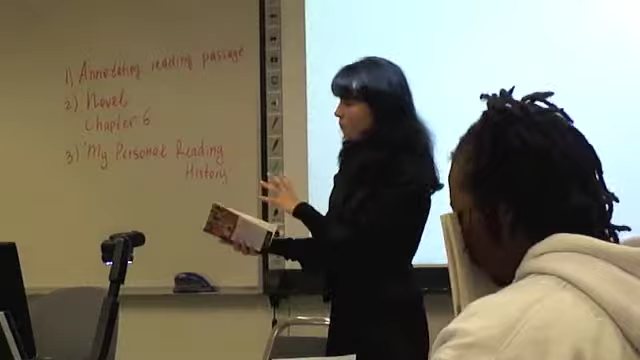 1) Annotating reading passage
2) Novel
Chapter 6
3) "My Personal Reading
History